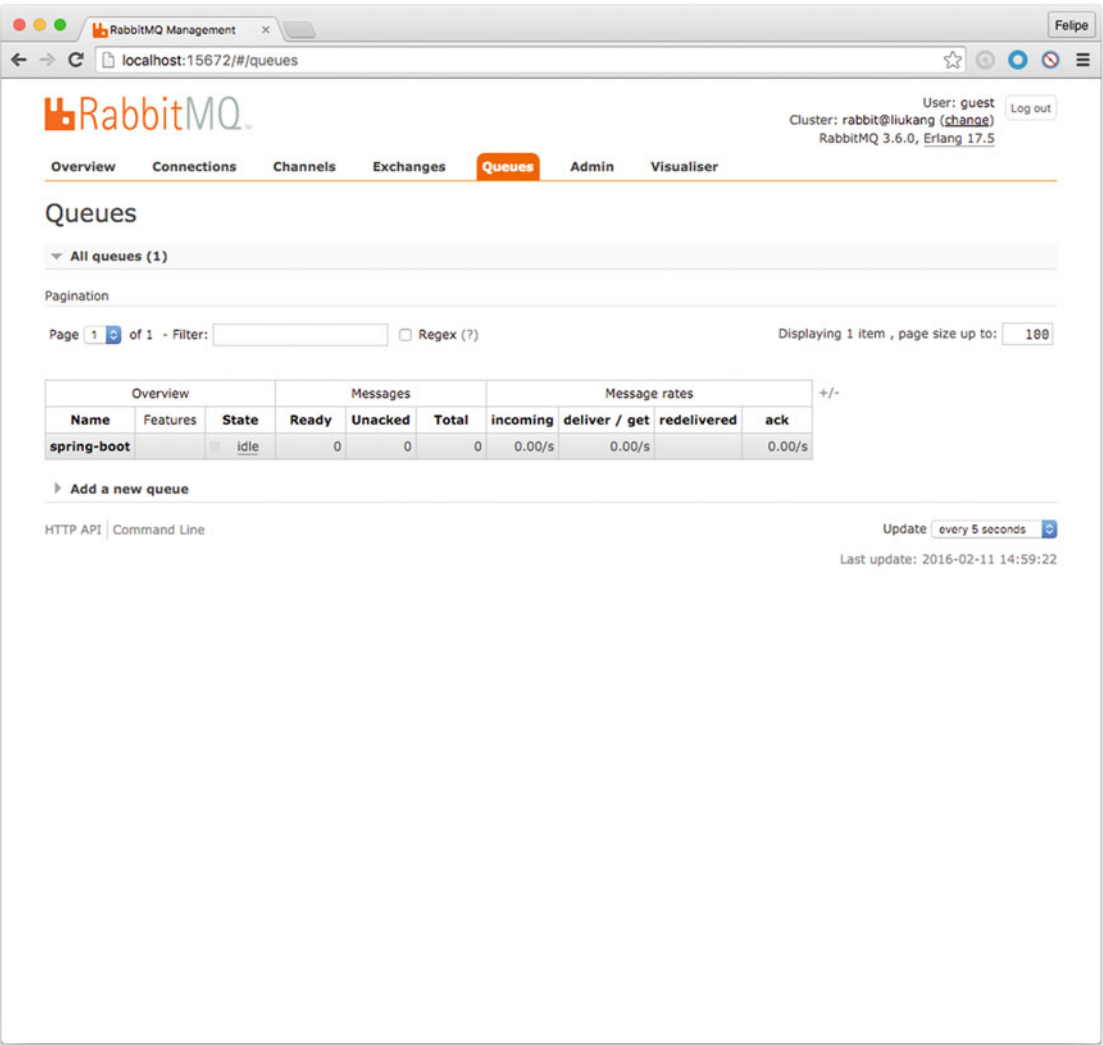 RabbitMQ Management
Felipe
localhost:15672/#/queues
RabbitMQ™
User: guest
Log out
Cluster: rabbit@liukang (change)
RabbitMQ 3.6.0, Erlang 17.5
Overview Connections Channels Exchanges Queues Admin Visualiser
Queues
All queues (1)
Pagination
Page 1 of 1 - Filter: Regex (?) Displaying 1 item , page size up to: 100
Overview Messages Message rates +/-
Name Features State Ready Unacked Total incoming deliver / get redelivered ack
spring-boot idle 0 0 0 0.00/s 0.00/s 0.00/s
Add a new queue
HTTP API Command Line Update every 5 seconds
Last update: 2016-02-11 14:59:22